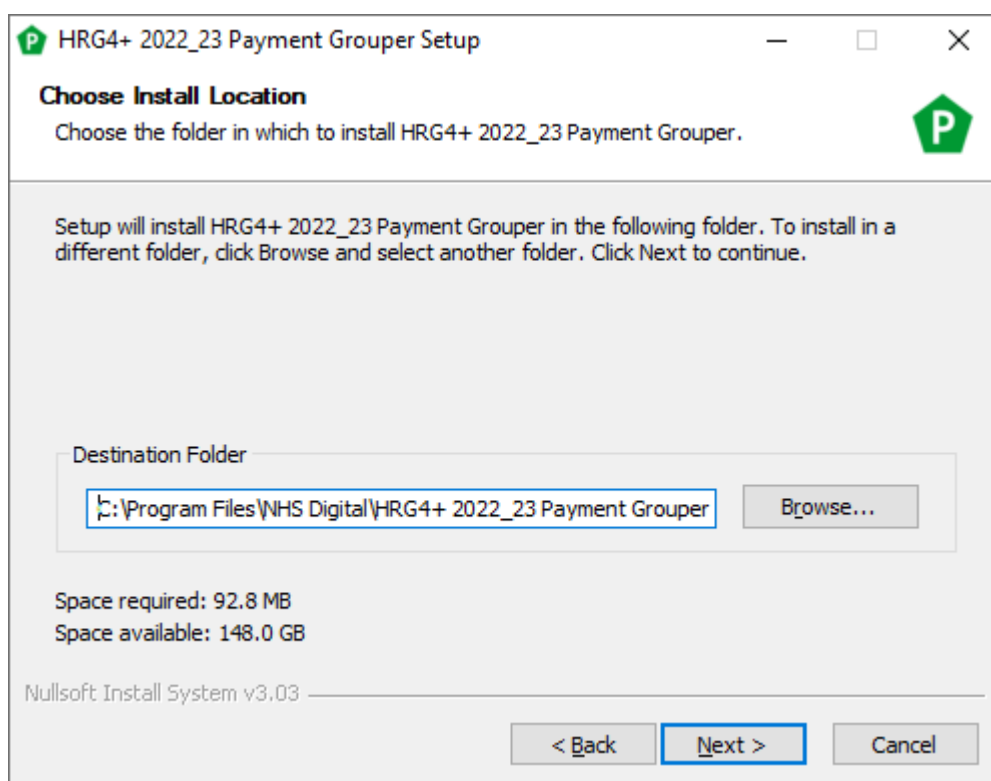 P HRG4+ 2022_23 Payment Grouper Setup
Choose Install Location
Choose the folder in which to install HRG4+ 2022_23 Payment Grouper.
P
Setup will install HRG4+ 2022_23 Payment Grouper in the following folder. To install in a
different folder, click Browse and select another folder. Click Next to continue.
Destination Folder
C:\Program Files\NHS Digital\HRG4+ 2022_23 Payment Grouper
Browse...
Space required: 92.8 MB
Space available: 148.0 GB
Nullsoft Install System v3.03
< Back
Next >
Cancel